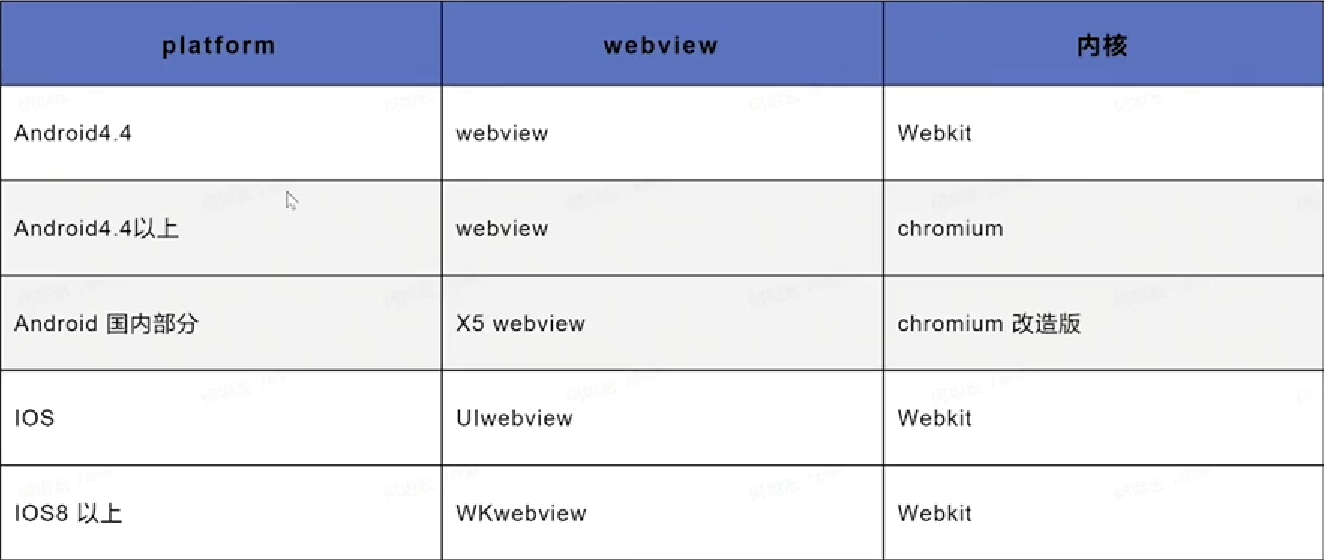 platform webview 内核
Android4.4 webview Webkit
Android4.4以上 webview chromium
Android 国内部分 X5 webview chromium 改造版
IOS UIwebview Webkit
IOS8 以上 WKwebview Webkit